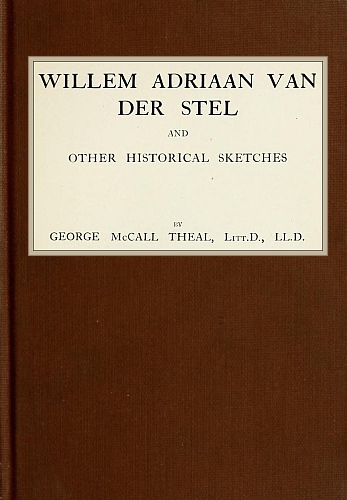 WILLEM ADRIAAN VAN
DER STEL
AND
OTHER HISTORICAL SKETCHES
BY
GEORGE McCALL THEAL, Litt.D., LL.D.